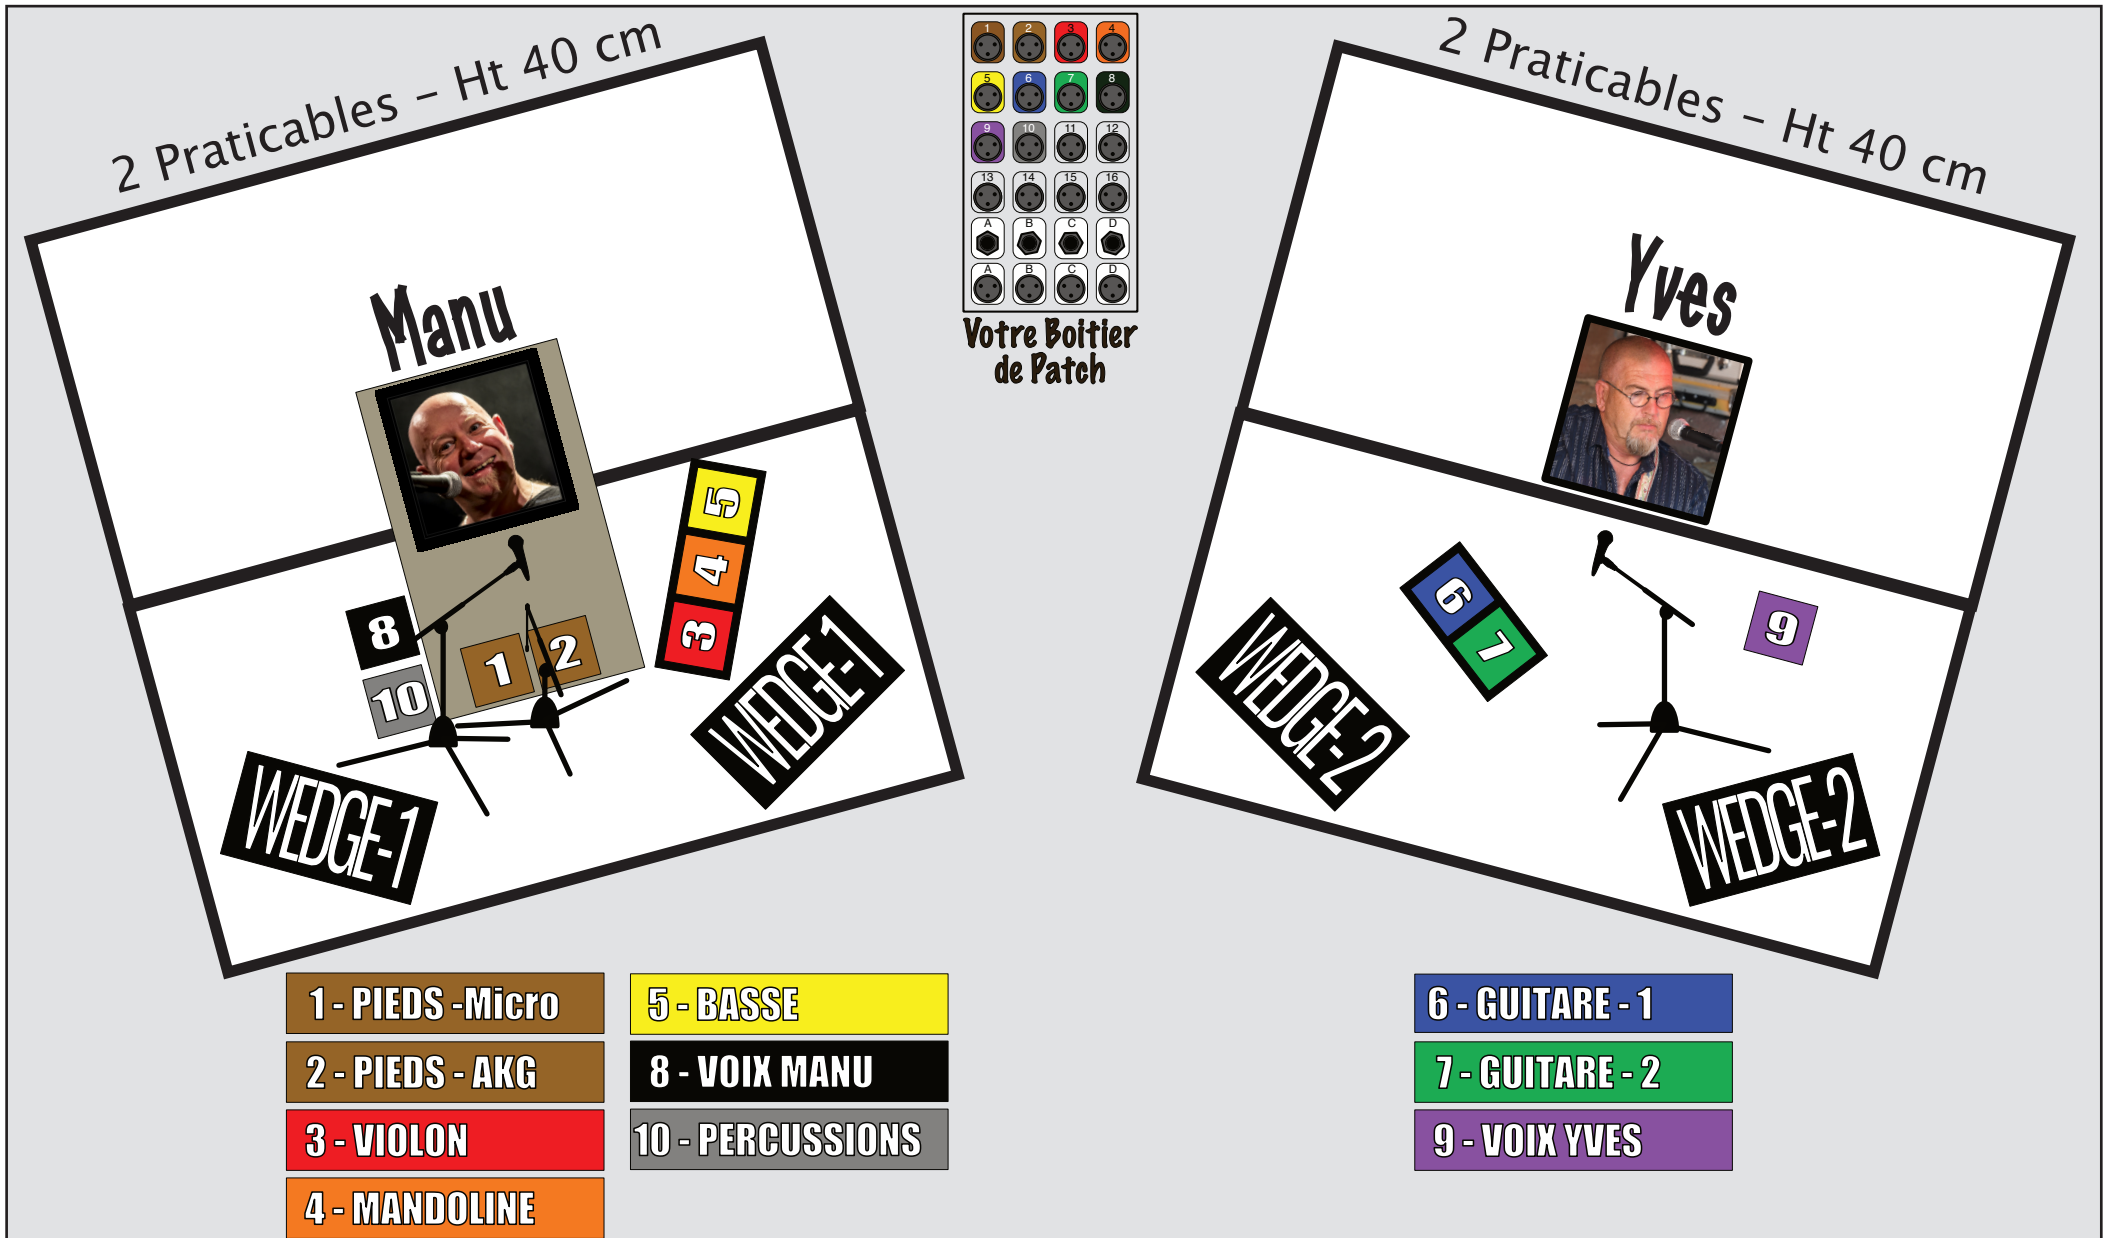 2 Praticables - Ht 40 cm
2 Praticables - Ht 40 cm
1 2 3 4
5 6 7 8
9 10 11 12
13 14 15 16
A B C D
A B C D
Votre Boitier
de Patch
Manu
Yves
5
4
3
8
10
1
2
WEDGE-1
WEDGE-1
6
7
9
WEDGE-2
WEDGE-2
1 - PIEDS -Micro
2 - PIEDS - AKG
3 - VIOLON
4 - MANDOLINE
5 - BASSE
8 - VOIX MANU
10 - PERCUSSIONS
6 - GUITARE - 1
7 - GUITARE - 2
9 - VOIX YVES